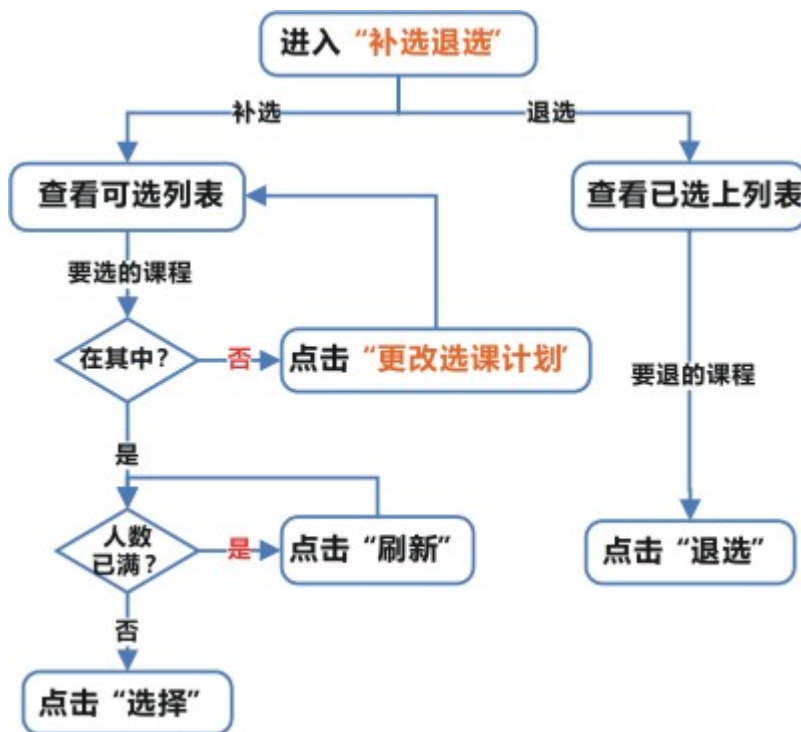 进入“补选退选”
补选
退选
查看可选列表
查看已选上列表
要选的课程
在其中?
否
点击“更改选课计划”
要退的课程
是
人数
已满?
是
点击“刷新”
点击“退选”
否
点击“选择”